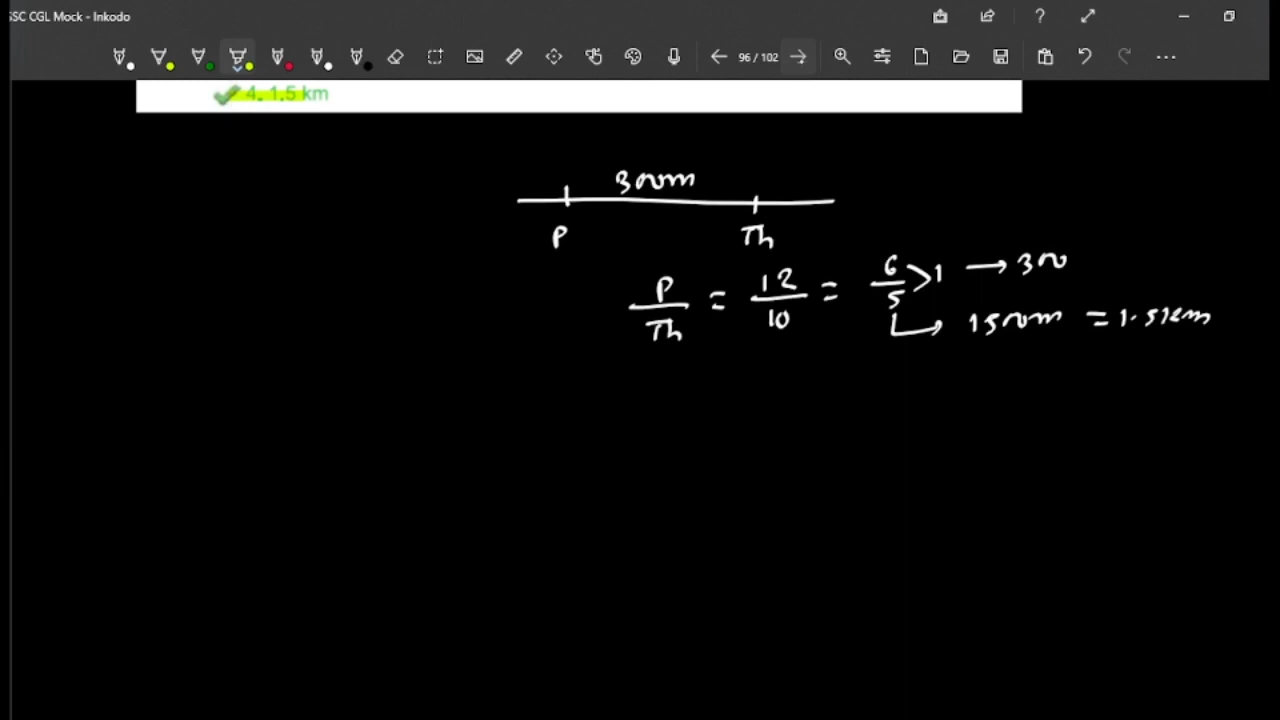 SSC CGL Mock - Inkodo
96 / 102
4. 1.5 km
300m
P Th
P/Th = 12/10 = 6/5 > 1 → 300
→ 1500m = 1.5km